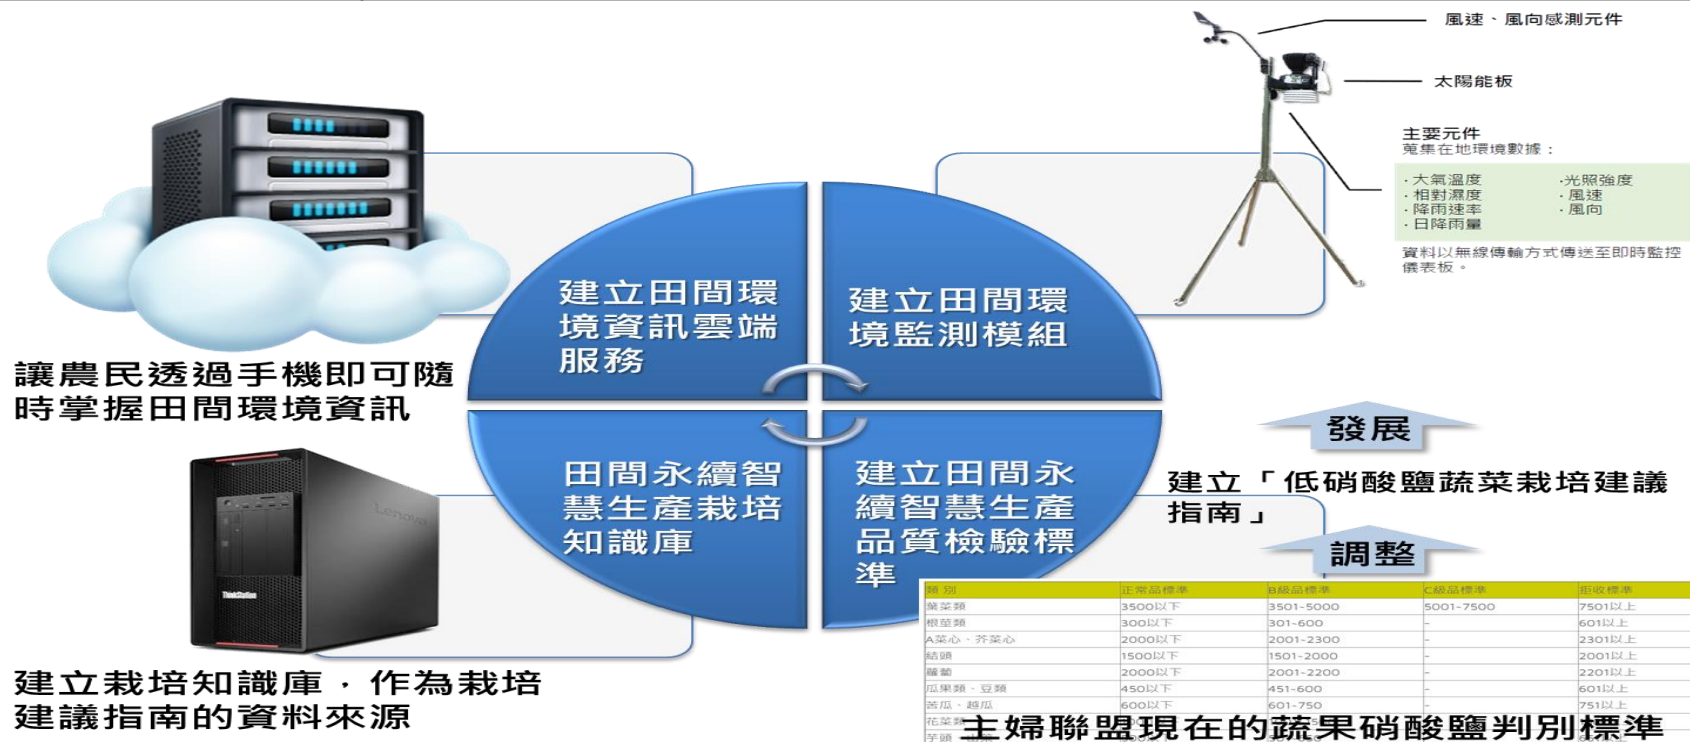 風速、風向感測元件
太陽能板
主要元件
蒐集在地環境數據：
·大氣溫度 ·光照強度
·相對濕度 ·風速
·降雨速率 ·風向
·日降雨量
資料以無線傳輸方式傳送至即時監控
儀表板。
建立田間環
境資訊雲端
服務
建立田間環
境監測模組
讓農民透過手機即可隨
時掌握田間環境資訊
田間永續智
慧生產栽培
知識庫
建立田間永
續智慧生產
品質檢驗標
準
發展
建立「低硝酸鹽蔬菜栽培建議
指南」
調整
Lenovo
ThinkStation
建立栽培知識庫，作為栽培
建議指南的資料來源
類別 正常品標準 B級品標準 C級品標準 拒收標準
葉菜類 3500以下 3501-5000 5001-7500 7501以上
根莖類 300以下 301-600 - 601以上
A菜心、芥菜心 2000以下 2001-2300 - 2301以上
結頭 1500以下 1501-2000 - 2001以上
蘿蔔 2000以下 2001-2200 - 2201以上
瓜果類、豆類 450以下 451-600 - 601以上
苦瓜、越瓜 600以下 601-750 - 751以上
花菜類
芋頭
主婦聯盟現在的蔬果硝酸鹽判別標準